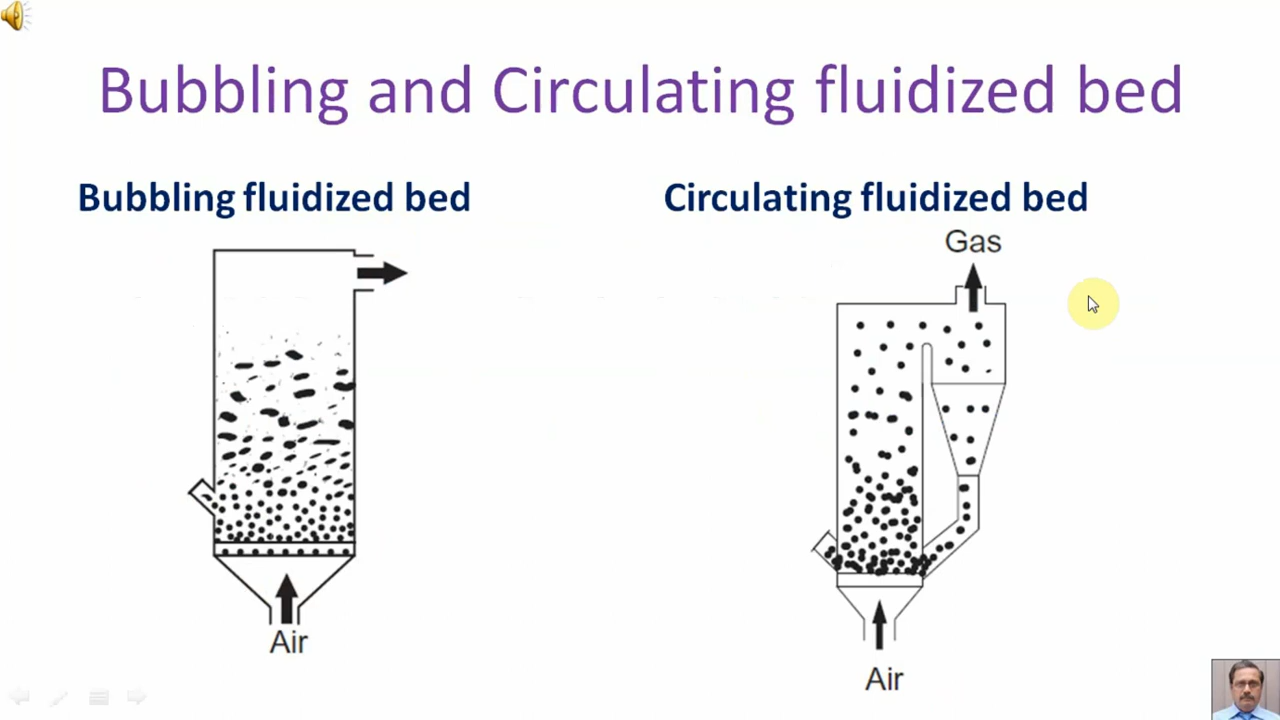 Bubbling and Circulating fluidized bed
Bubbling fluidized bed
Circulating fluidized bed
Gas
Air
Air